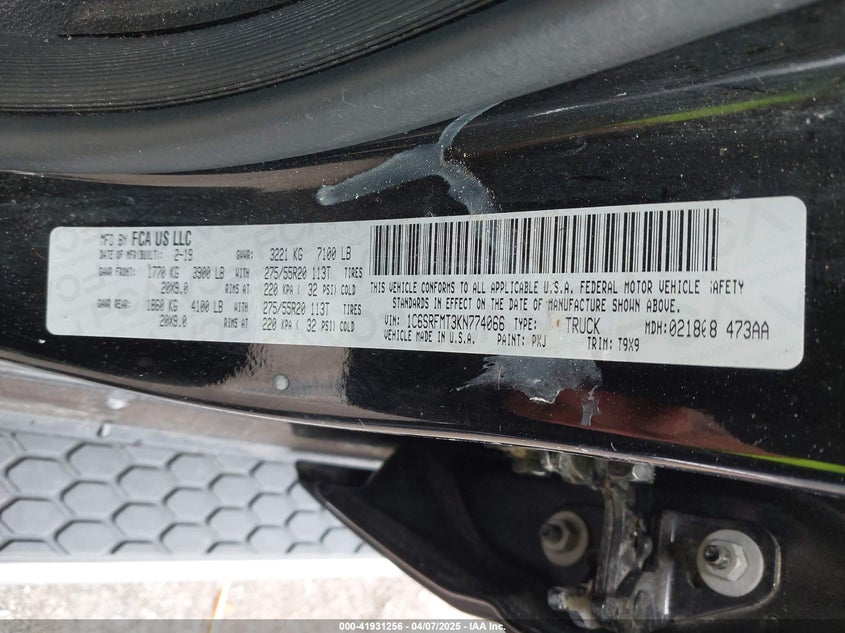 MFD BY FCA US LLC
DATE OF MFR(BUILT): 2-19 GVWR: 3221 KG 7100 LB
GAWR FRONT: 1770 KG 3900 LB WITH 275/55R20 113T TIRES
20X9.0 RIMS AT 220 KPA ( 32 PSI) COLD
GAWR REAR: 1860 KG 4100 LB WITH 275/55R20 113T TIRES
20X9.0 RIMS AT 220 KPA ( 32 PSI) COLD
THIS VEHICLE CONFORMS TO ALL APPLICABLE U.S.A. FEDERAL MOTOR VEHICLE SAFETY
STANDARDS IN EFFECT ON THE DATE OF MANUFACTURE SHOWN ABOVE.
VIN: 1C6SRFMT3KN774066 TYPE: TRUCK MDH: 473AA
VEHICLE MADE IN U.S.A. PAINT: PXJ TRIM: T9X9
000-41931256 - 04/07/2025 - IAA Inc.